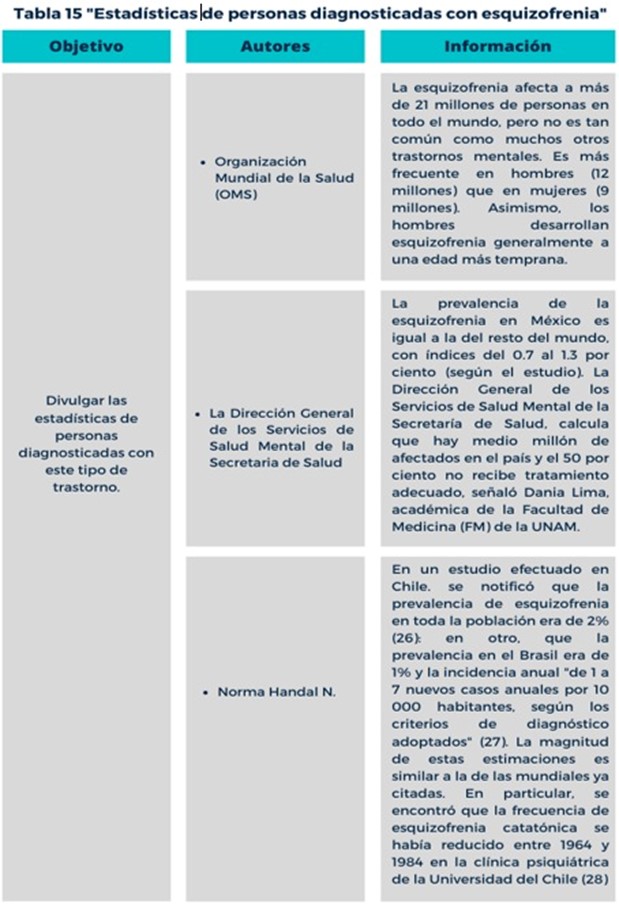 Tabla 15 "Estadísticas de personas diagnosticadas con esquizofrenia"
Objetivo
Autores
Información
Divulgar las
estadísticas de
personas
diagnosticadas con
este tipo de
trastorno.
• Organización
Mundial de la Salud
(OMS)
La esquizofrenia afecta a más
de 21 millones de personas en
todo el mundo, pero no es tan
común como muchos otros
trastornos mentales. Es más
frecuente en hombres (12
millones) que en mujeres (9
millones). Asimismo, los
hombres desarrollan
esquizofrenia generalmente a
una edad más temprana.
• La Dirección General
de los Servicios de
Salud Mental de la
Secretaria de Salud
La prevalencia de la
esquizofrenia en México es
igual a la del resto del mundo,
con índices del 0.7 al 1.3 por
ciento (según el estudio). La
Dirección General de los
Servicios de Salud Mental de la
Secretaría de Salud, calcula
que hay medio millón de
afectados en el país y el 50 por
ciento no recibe tratamiento
adecuado, señaló Dania Lima,
académica de la Facultad de
Medicina (FM) de la UNAM.
• Norma Handal N.
En un estudio efectuado en
Chile. se notificó que la
prevalencia de esquizofrenia
en toda la población era de 2%
(26): en otro, que la
prevalencia en el Brasil era de
1% y la incidencia anual "de 1 a
7 nuevos casos anuales por 10
000 habitantes, según los
criterios de diagnóstico
adoptados" (27). La magnitud
de estas estimaciones es
similar a la de las mundiales ya
citadas. En particular, se
encontró que la frecuencia de
esquizofrenia catatónica se
había reducido entre 1964 y
1984 en la clínica psiquiátrica
de la Universidad del Chile (28)